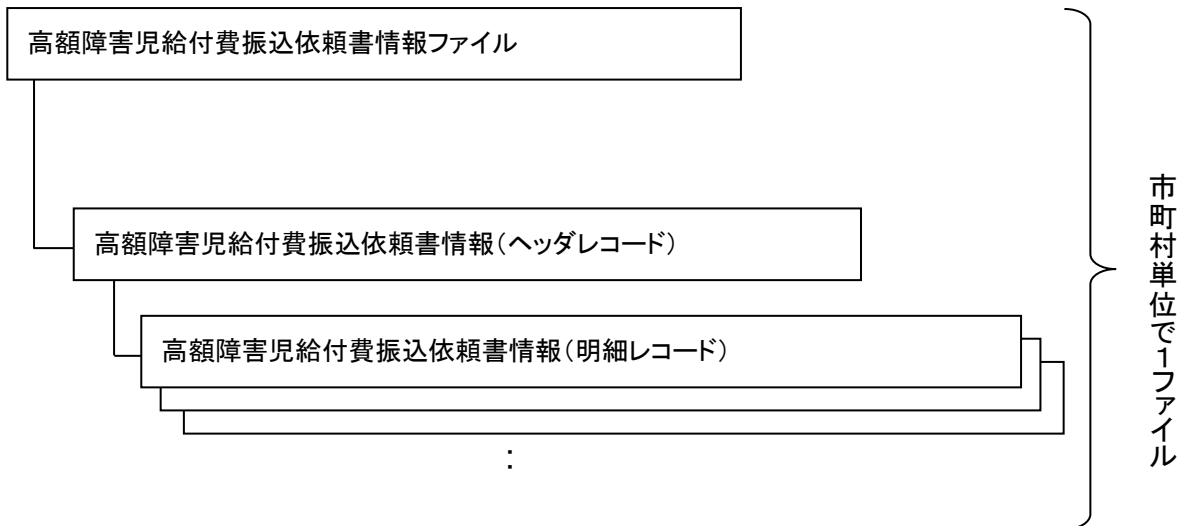 高額障害児給付費振込依頼書情報ファイル
高額障害児給付費振込依頼書情報(ヘッダレコード)
高額障害児給付費振込依頼書情報(明細レコード)
:
市町村単位で1ファイル